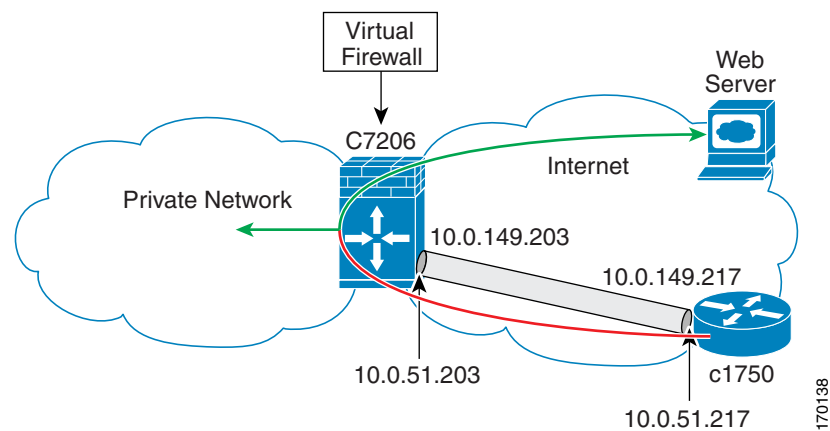 Virtual
Firewall
Web
Server
C7206
Internet
Private Network
10.0.149.203
10.0.149.217
10.0.51.203
c1750
10.0.51.217
170138